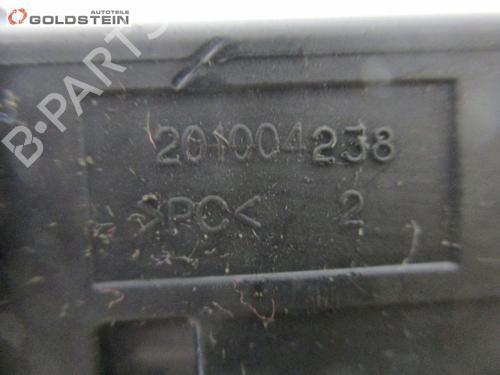 AUTOTEILE
GOLDSTEIN
B-PARTS
201004238
>PC< 2